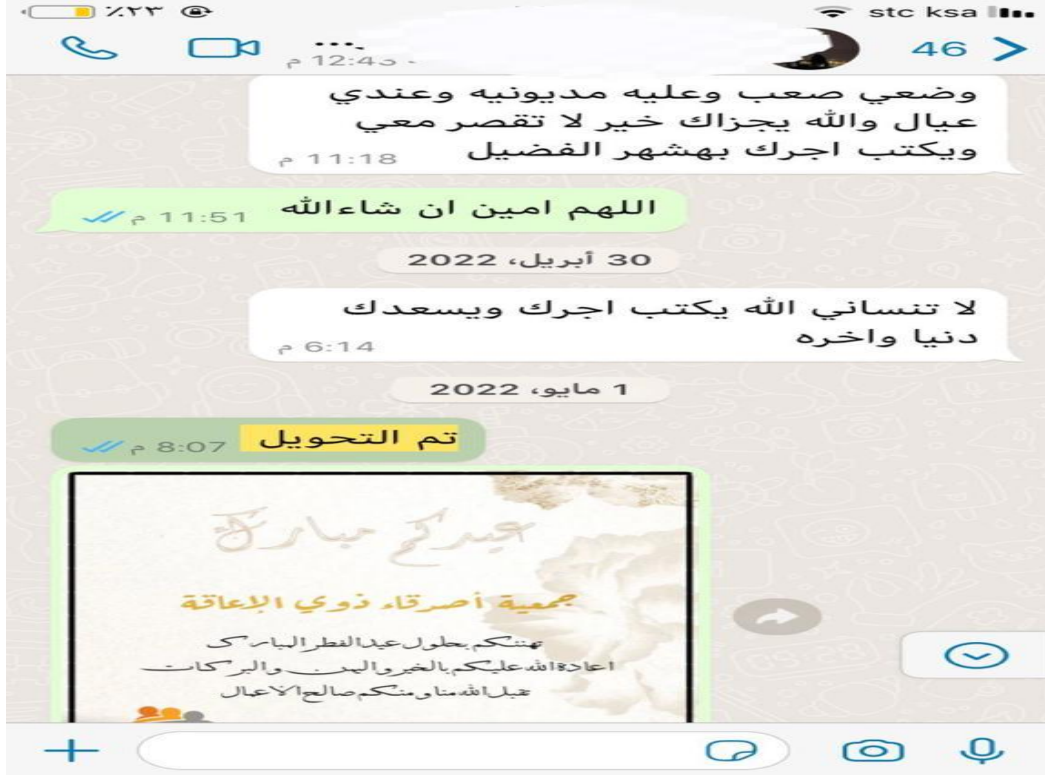 ٪٢٣
stc ksa
12:43 م
46
وضعي صعب وعليه مديونيه وعندي
عيال والله يجزاك خير لا تقصر معي
ويكتب اجرك بهشهر الفضيل
11:18 م
اللهم امين ان شاءالله
11:51 م
30 أبريل، 2022
لا تنساني الله يكتب اجرك ويسعدك
دنيا واخره
6:14 م
1 مايو، 2022
تم التحويل
8:07 م
عيدكم مبارك
جمعية أصدقاء ذوي الإعاقة
تهنئكم بحلول عيد الفطر المبارك
اعاده الله عليكم بالخير واليمن والبركات
تقبل الله منا ومنكم صالح الاعمال